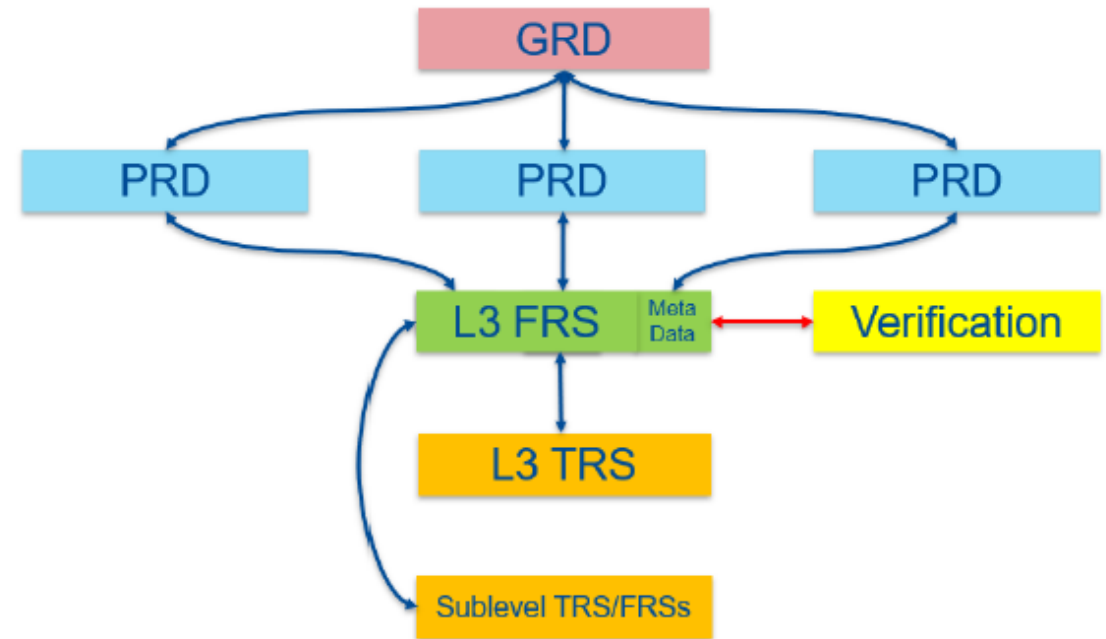 GRD
PRD
PRD
PRD
L3 FRS
Meta
Data
Verification
L3 TRS
Sublevel TRS/FRSs